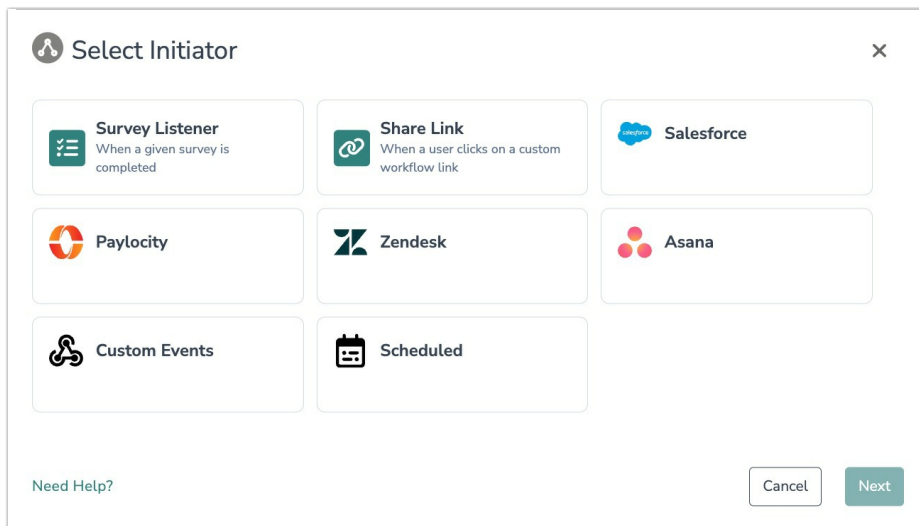 Select Initiator
Survey Listener
When a given survey is
completed
Share Link
When a user clicks on a custom
workflow link
salesforce
Salesforce
Paylocity
Zendesk
Asana
Custom Events
Scheduled
Need Help?
Cancel
Next